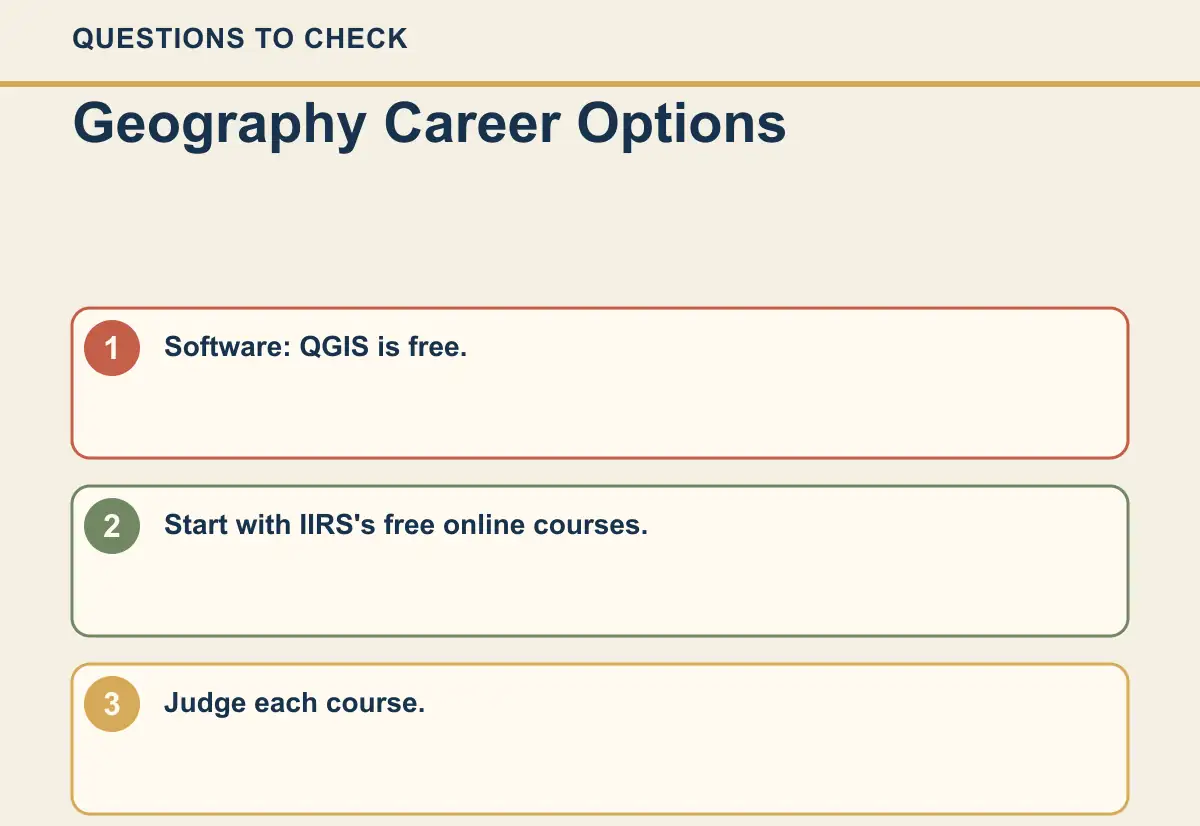 QUESTIONS TO CHECK
Geography Career Options
1
Software: QGIS is free.
2
Start with IIRS's free online courses.
3
Judge each course.